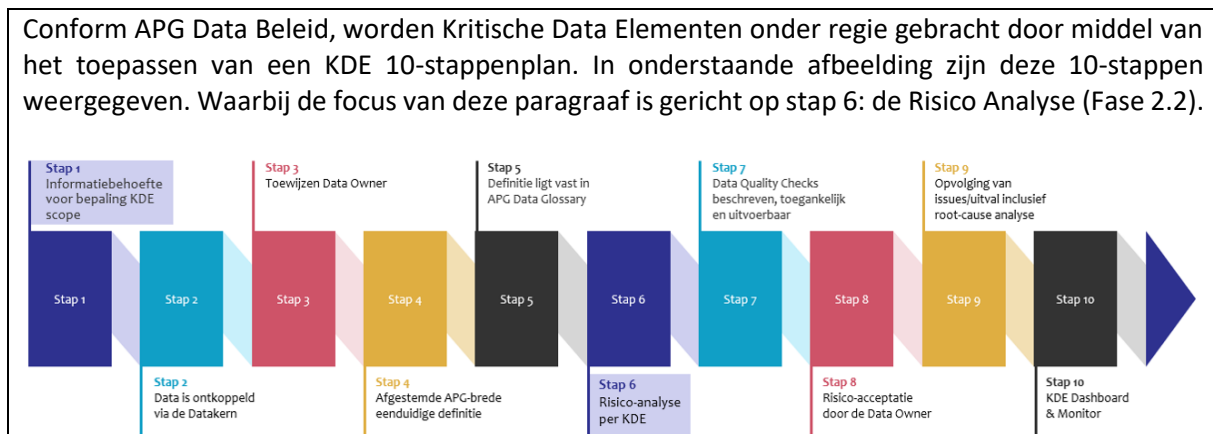 Conform APG Data Beleid, worden Kritische Data Elementen onder regie gebracht door middel van
het toepassen van een KDE 10-stappenplan. In onderstaande afbeelding zijn deze 10-stappen
weergegeven. Waarbij de focus van deze paragraaf is gericht op stap 6: de Risico Analyse (Fase 2.2).
Stap 1
Informatiebehoefte
voor bepaling KDE
scope
Stap 3
Toewijzen Data Owner
Stap 5
Definitie ligt vast in
APG Data Glossary
Stap 7
Data Quality Checks
beschreven, toegankelijk
en uitvoerbaar
Stap 9
Opvolging van
issues/uitval inclusief
root-cause analyse
Stap 1
Stap 2
Stap 3
Stap 4
Stap 5
Stap 6
Stap 7
Stap 8
Stap 9
Stap 10
Stap 2
Data is ontkoppeld
via de Datakern
Stap 4
Afgestemde APG-brede
eenduidige definitie
Stap 6
Risico-analyse
per KDE
Stap 8
Risico-acceptatie
door de Data Owner
Stap 10
KDE Dashboard
& Monitor